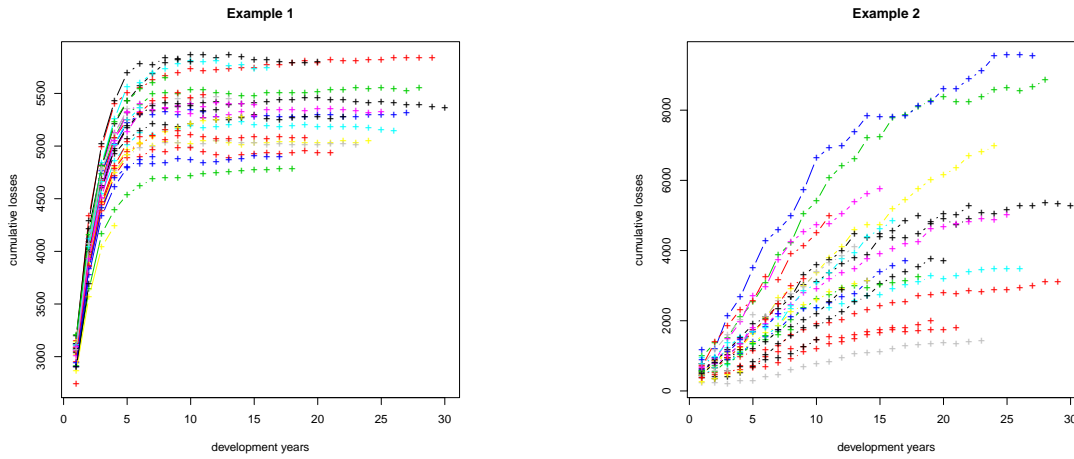 Example 1
cumulative losses
5500
5000
4500
4000
3500
3000
0 5 10 15 20 25 30
development years
Example 2
cumulative losses
8000
6000
4000
2000
0
0 5 10 15 20 25 30
development years